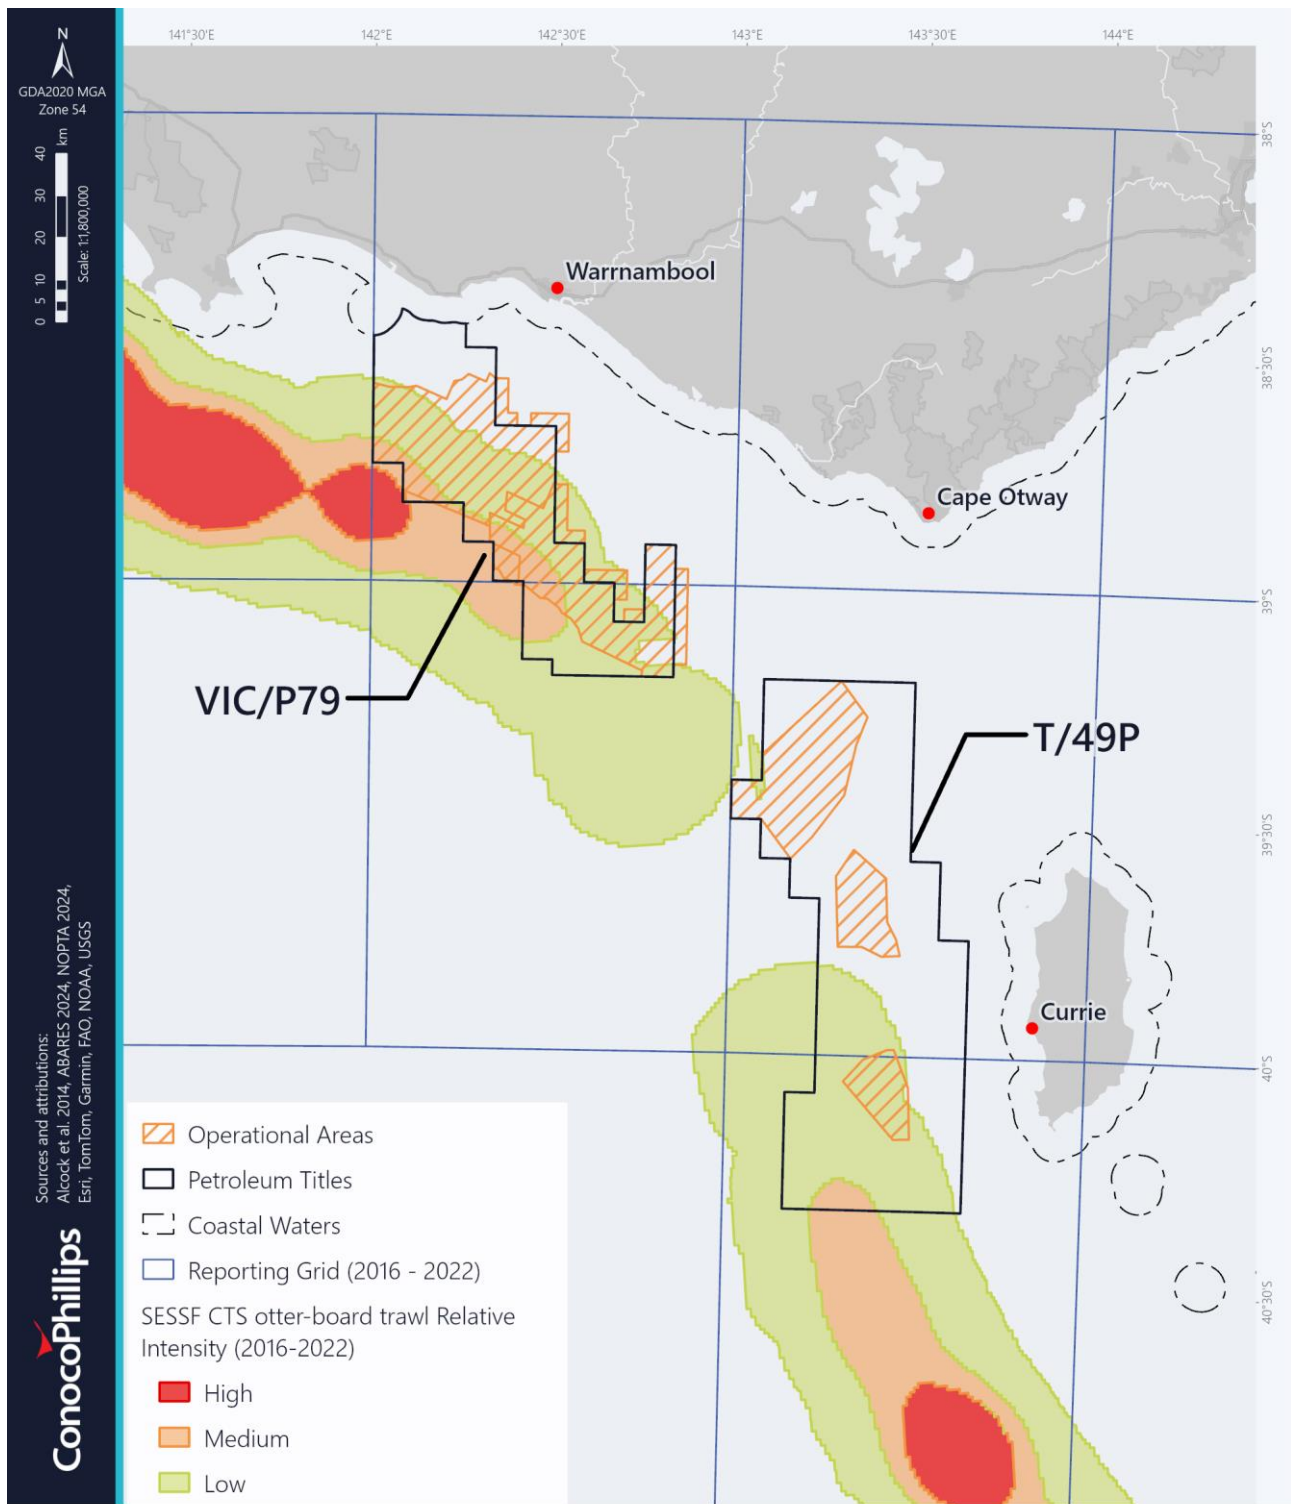 N
GDA2020 MGA
Zone 54
km
40
30
20
10
5
0
Scale: 1:1,800,000
141°30'E
142°E
142°30'E
143°E
143°30'E
144°E
38°S
38°30'S
39°S
39°30'S
40°S
40°30'S
Warrnambool
Cape Otway
VIC/P79
T/49P
Currie
Operational Areas
Petroleum Titles
Coastal Waters
Reporting Grid (2016 - 2022)
SESSF CTS otter-board trawl Relative
Intensity (2016-2022)
High
Medium
Low
Sources and attributions:
Alcock et al. 2014, ABARES 2024, NOPTA 2024,
Esri, TomTom, Garmin, FAO, NOAA, USGS
ConocoPhillips